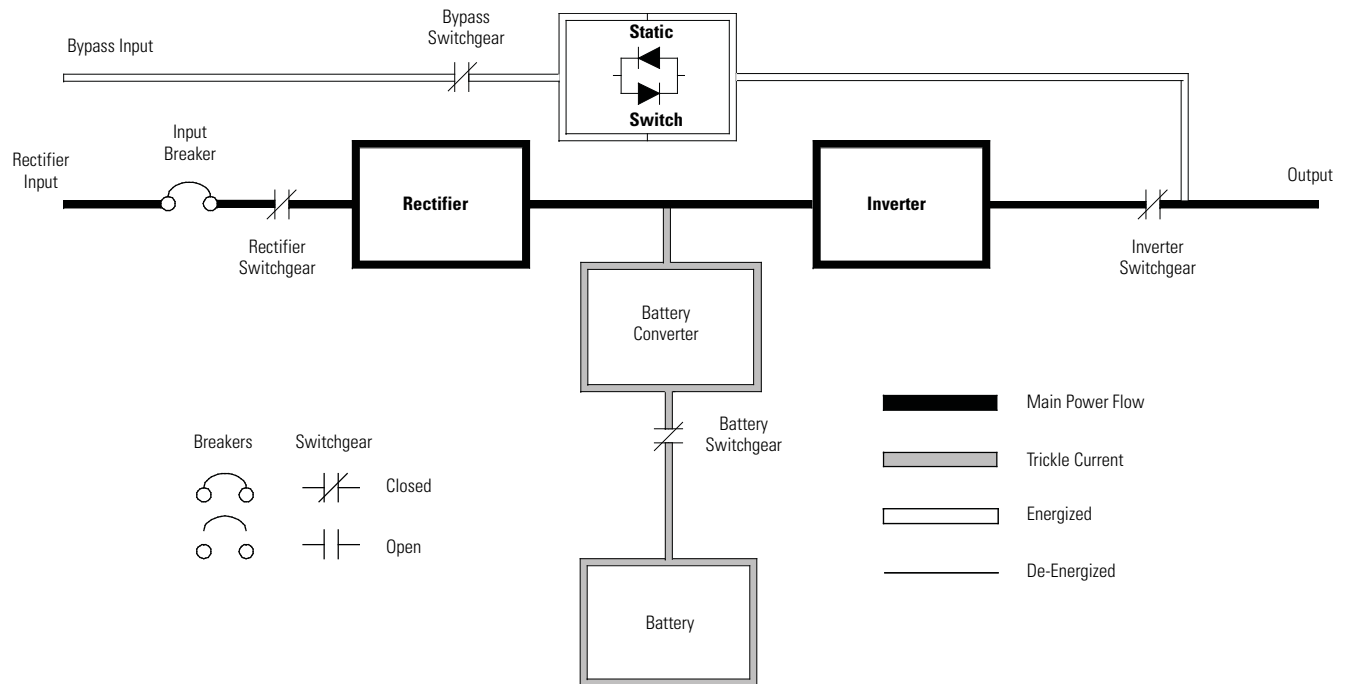 Bypass Input
Bypass
Switchgear
Static
Switch
Rectifier
Input
Input
Breaker
Rectifier
Switchgear
Rectifier
Inverter
Inverter
Switchgear
Output
Battery
Converter
Battery
Switchgear
Battery
Breakers
Switchgear
Closed
Open
Main Power Flow
Trickle Current
Energized
De-Energized